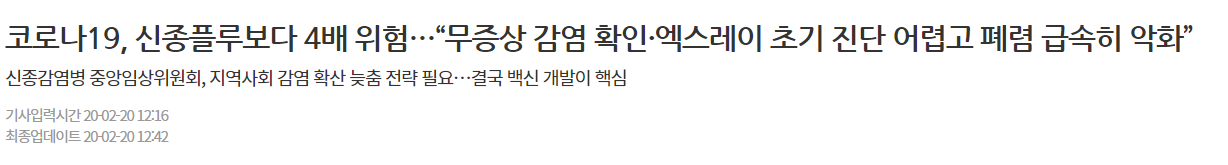 코로나19, 신종플루보다 4배 위험…“무증상 감염 확인·엑스레이 초기 진단 어렵고 폐렴 급속히 악화”
신종감염병 중앙임상위원회, 지역사회 감염 확산 늦춤 전략 필요…결국 백신 개발이 핵심
기사입력시간 20-02-20 12:16
최종업데이트 20-02-20 12:42